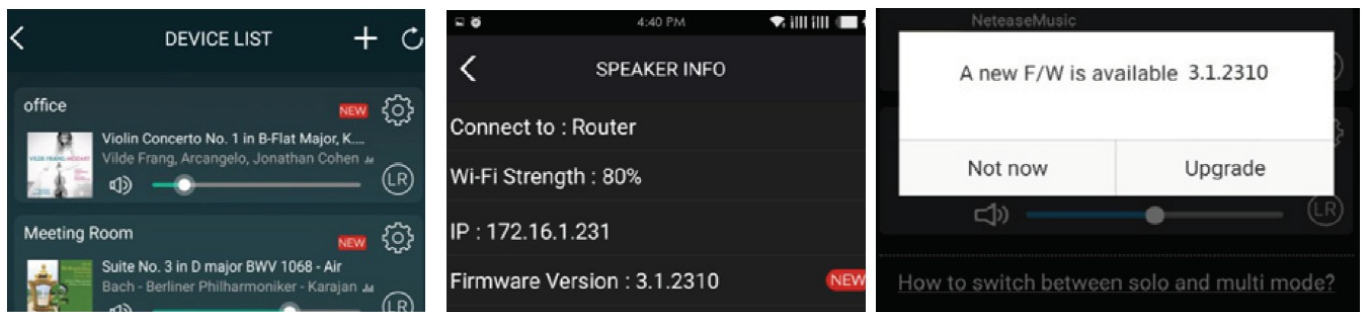 DEVICE LIST
office
NEW
Violin Concerto No. 1 in B-Flat Major, K....
Vilde Frang, Arcangelo, Jonathan Cohen
LR
Meeting Room
NEW
Suite No. 3 in D major BWV 1068 - Air
Bach - Berliner Philharmoniker - Karajan
LR
4:40 PM
SPEAKER INFO
Connect to : Router
Wi-Fi Strength : 80%
IP : 172.16.1.231
Firmware Version : 3.1.2310
NEW
NeteaseMusic
A new F/W is available 3.1.2310
Not now
Upgrade
LR
How to switch between solo and multi mode?